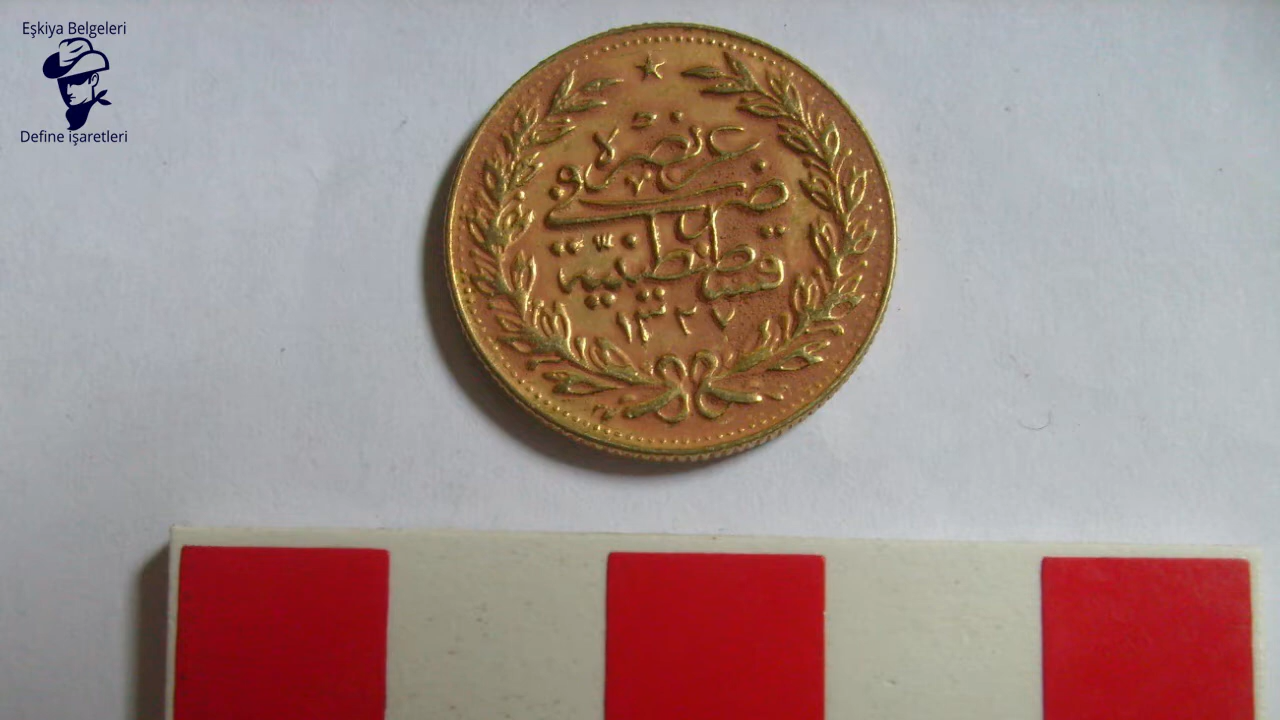 Eşkiya Belgeleri
Define işaretleri
عز نصره
ضرب في
قسطنطينية
١٣٢٧